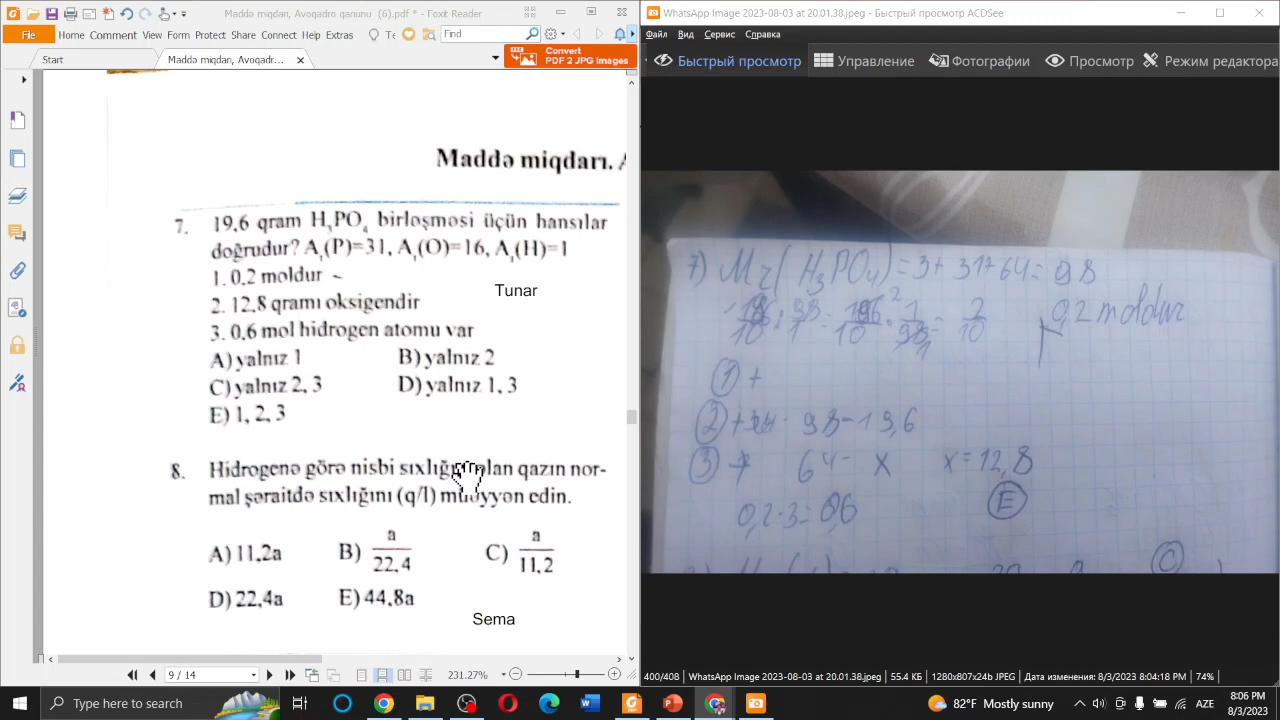 Maddə miqdarı, Avoqadro qanunu (6).pdf * - Foxit Reader
File Home Comment View Form Protect Share Connect Help Extras Te Find
Start Maddə miqdarı, Avoqadr...
Convert
PDF 2 JPG Images
Maddə miqdarı. A
7. 19,6 qram H₃PO₄ birləşməsi üçün hansılar
doğrudur? Aᵣ(P)=31, Aᵣ(O)=16, Aᵣ(H)=1
1. 0,2 moldur
Tunar
2. 12,8 qramı oksigendir
3. 0,6 mol hidrogen atomu var
A) yalnız 1 B) yalnız 2
C) yalnız 2, 3 D) yalnız 1, 3
E) 1, 2, 3
8. Hidrogenə görə nisbi sıxlığı olan qazın nor-
mal şəraitdə sıxlığını (q/l) müəyyən edin.
A) 11,2a B) a/22,4 C) a/11,2
D) 22,4a E) 44,8a
Sema
9 / 14 231.27%
WhatsApp Image 2023-08-03 at 20.01.38.jpeg - Быстрый просмотр ACDSee
Файл Вид Сервис Справка
Быстрый просмотр Управление Фотографии Просмотр Режим редактора
7) Mr(H₃PO₄)=3+31+64=98
0,2 moldur
① +
② + 98-19,6
③ + 64- x x=12,8
0,2·3=0,6 E
400/408 WhatsApp Image 2023-08-03 at 20.01.38.jpeg 55.4 КБ 1280x807x24b JPEG Дата изменения: 8/3/2023 8:04:18 PM 74%
Type here to search 82°F Mostly sunny AZE 8:06 PM
8/3/2023